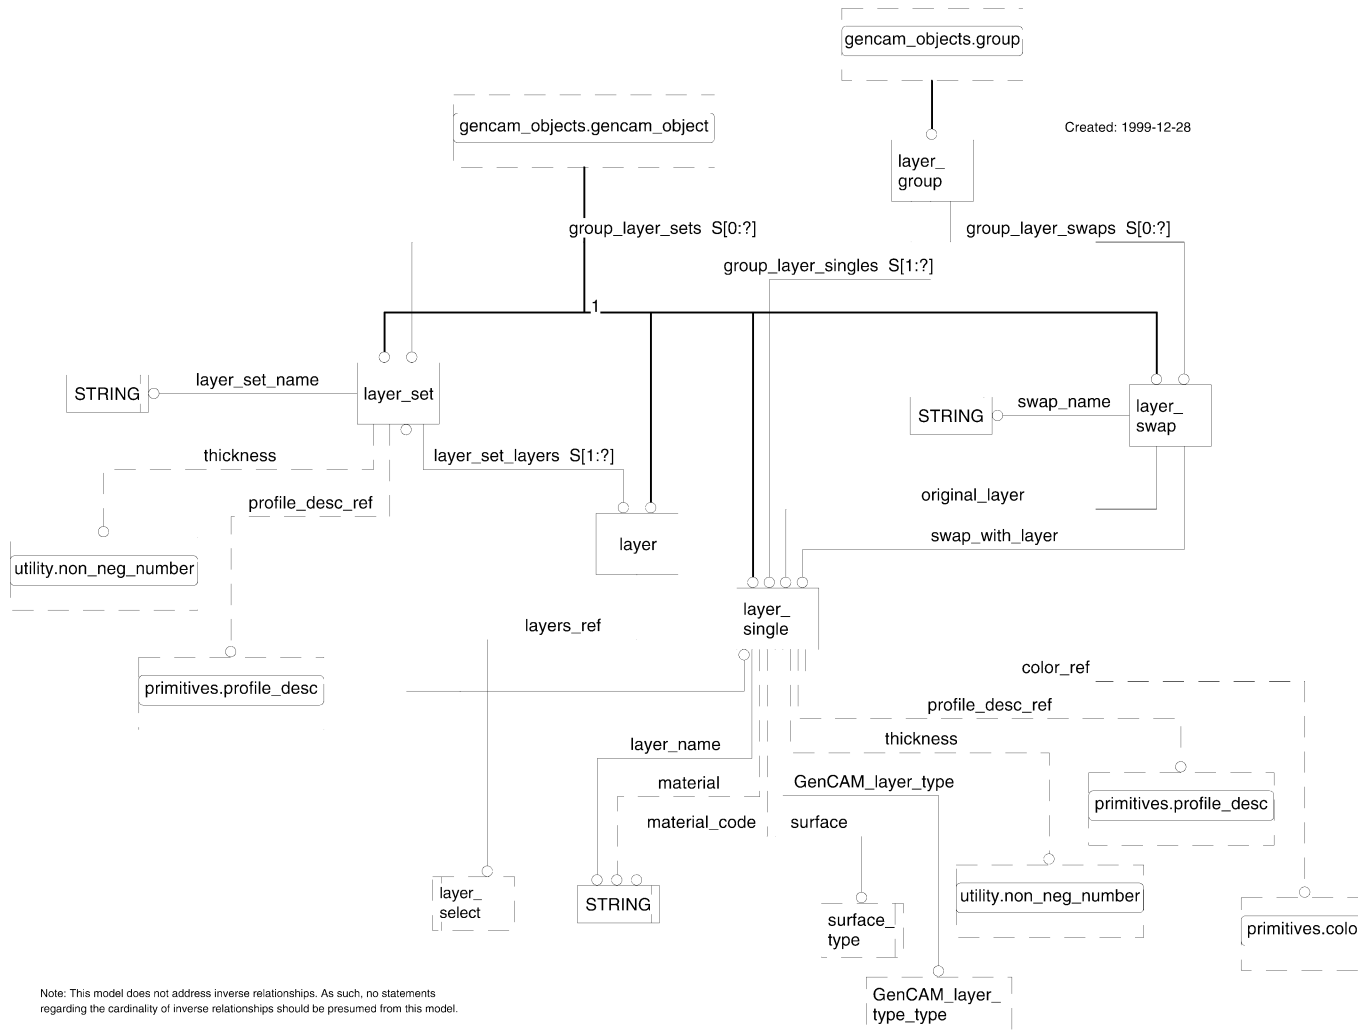 gencam_objects.group
gencam_objects.gencam_object
Created: 1999-12-28
layer_
group
group_layer_sets S[0:?]
group_layer_swaps S[0:?]
group_layer_singles S[1:?]
1
STRING
layer_set_name
layer_set
STRING
swap_name
layer_
swap
thickness
layer_set_layers S[1:?]
profile_desc_ref
original_layer
swap_with_layer
layer
utility.non_neg_number
layer_
single
layers_ref
color_ref
primitives.profile_desc
profile_desc_ref
layer_name
thickness
material
GenCAM_layer_type
primitives.profile_desc
material_code
surface
layer_
select
STRING
utility.non_neg_number
surface_
type
primitives.colo
GenCAM_layer_
type_type
Note: This model does not address inverse relationships. As such, no statements
regarding the cardinality of inverse relationships should be presumed from this model.